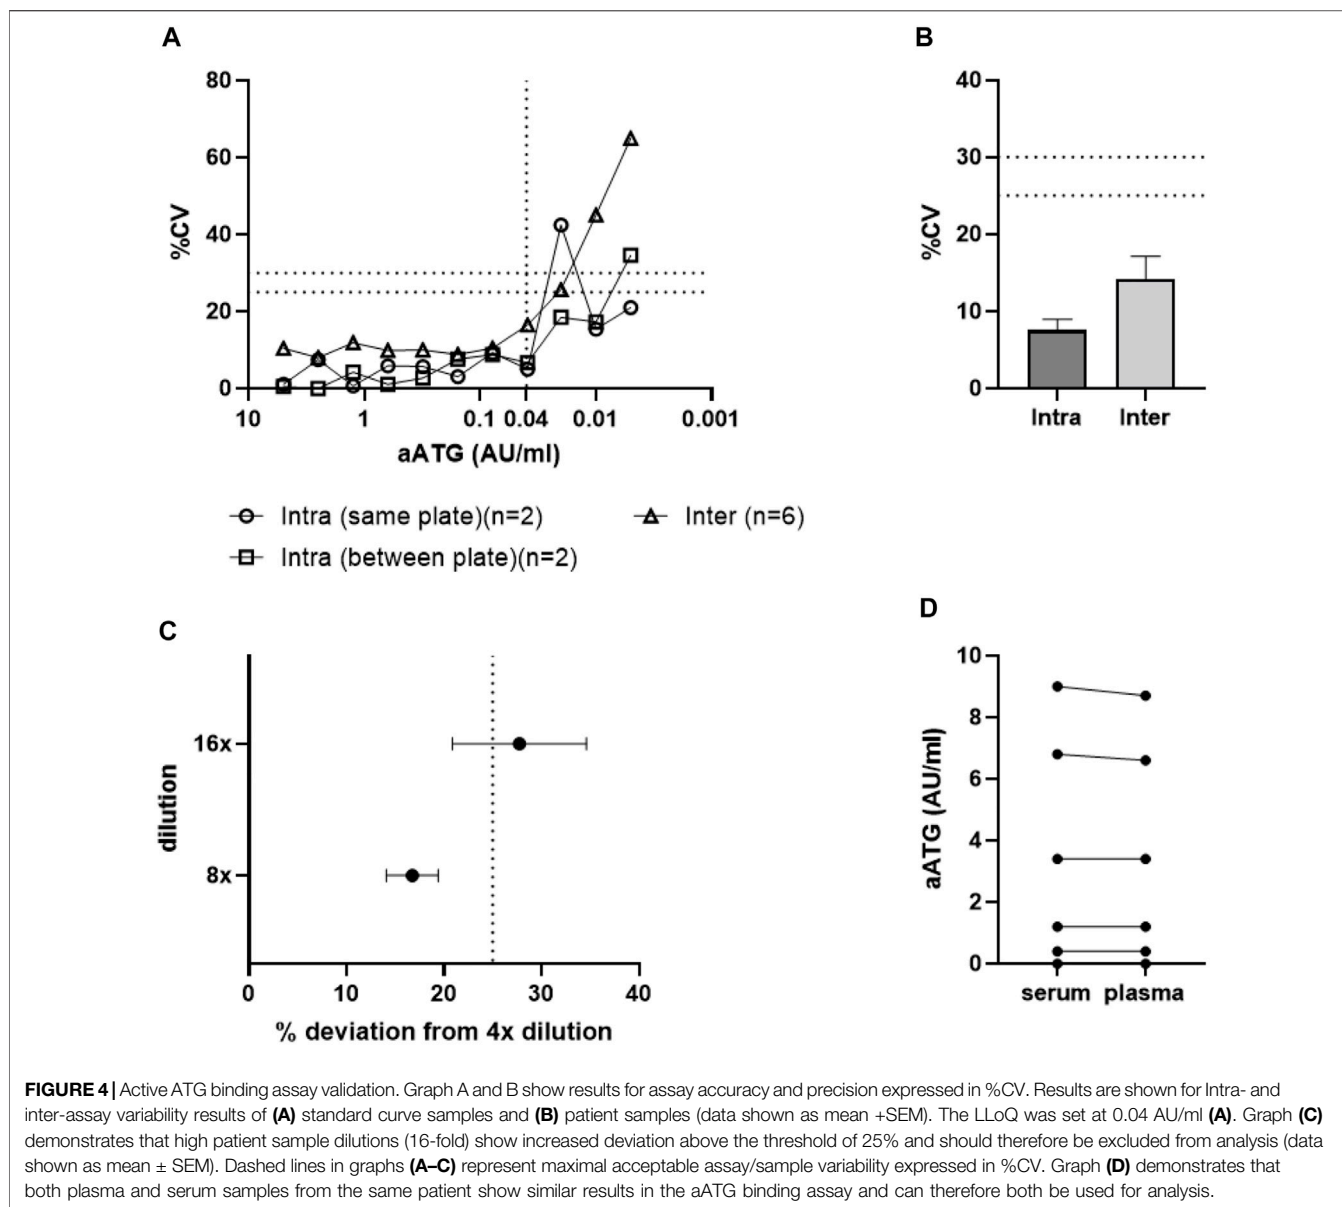 A
80
60
40
20
0
%CV
10
1
0.1
0.04
0.01
0.001
aATG (AU/ml)
Intra (same plate)(n=2)
Inter (n=6)
Intra (between plate)(n=2)
B
40
30
20
10
0
%CV
Intra
Inter
C
16x
8x
dilution
0
10
20
30
40
% deviation from 4x dilution
D
10
8
6
4
2
0
aATG (AU/ml)
serum plasma
FIGURE 4 | Active ATG binding assay validation. Graph A and B show results for assay accuracy and precision expressed in %CV. Results are shown for Intra- and
inter-assay variability results of (A) standard curve samples and (B) patient samples (data shown as mean +SEM). The LLoQ was set at 0.04 AU/ml (A). Graph (C)
demonstrates that high patient sample dilutions (16-fold) show increased deviation above the threshold of 25% and should therefore be excluded from analysis (data
shown as mean ± SEM). Dashed lines in graphs (A–C) represent maximal acceptable assay/sample variability expressed in %CV. Graph (D) demonstrates that
both plasma and serum samples from the same patient show similar results in the aATG binding assay and can therefore both be used for analysis.